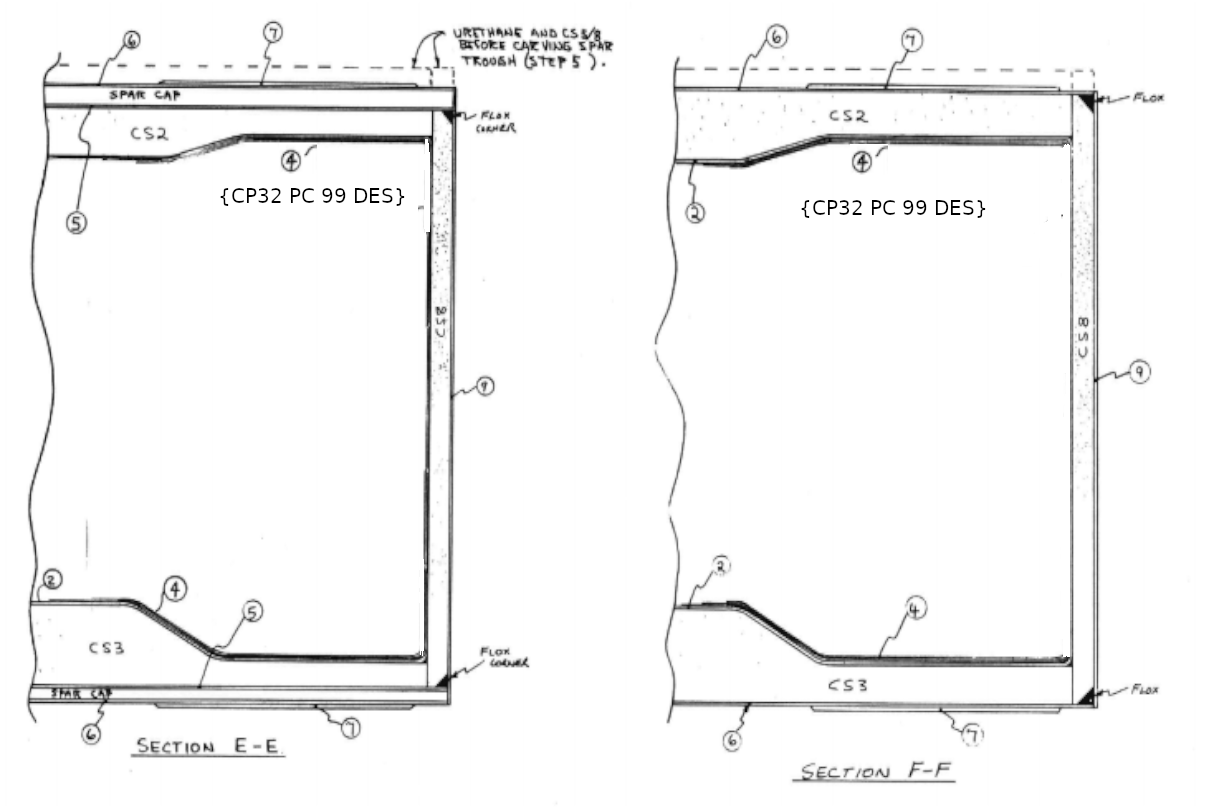 6
7
URETHANE AND CS8/8
BEFORE CARVING SPAR
TROUGH (STEP 5).
SPAR CAP
CS2
FLOX
CORNER
4
{CP32 PC 99 DES}
5
CS8
9
2
4
5
CS3
FLOX
CORNER
SPAR CAP
6
7
SECTION E-E
6
7
FLOX
CS2
4
2
{CP32 PC 99 DES}
CS8
9
2
4
CS3
FLOX
6
7
SECTION F-F